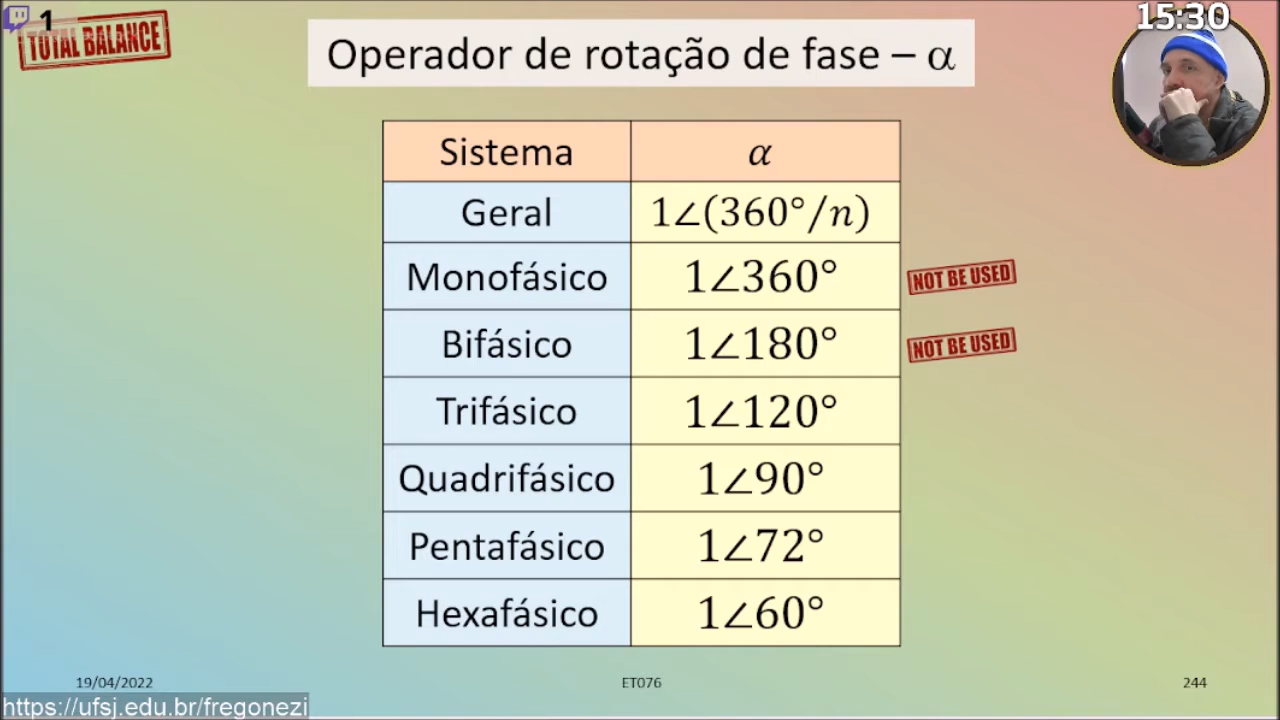 1
TOTAL BALANCE
15:30
Operador de rotação de fase – α
Sistema α
Geral 1∠(360°/n)
Monofásico 1∠360° NOT BE USED
Bifásico 1∠180° NOT BE USED
Trifásico 1∠120°
Quadrifásico 1∠90°
Pentafásico 1∠72°
Hexafásico 1∠60°
19/04/2022 ET076 244
https://ufsj.edu.br/fregonezi